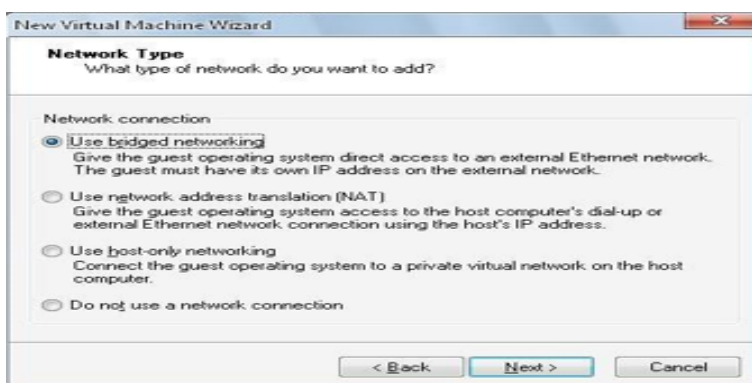 New Virtual Machine Wizard
Network Type
What type of network do you want to add?
Network connection
Use bridged networking
Give the guest operating system direct access to an external Ethernet network.
The guest must have its own IP address on the external network.
Use network address translation (NAT)
Give the guest operating system access to the host computer's dial-up or
external Ethernet network connection using the host's IP address.
Use host-only networking
Connect the guest operating system to a private virtual network on the host
computer.
Do not use a network connection
< Back Next > Cancel